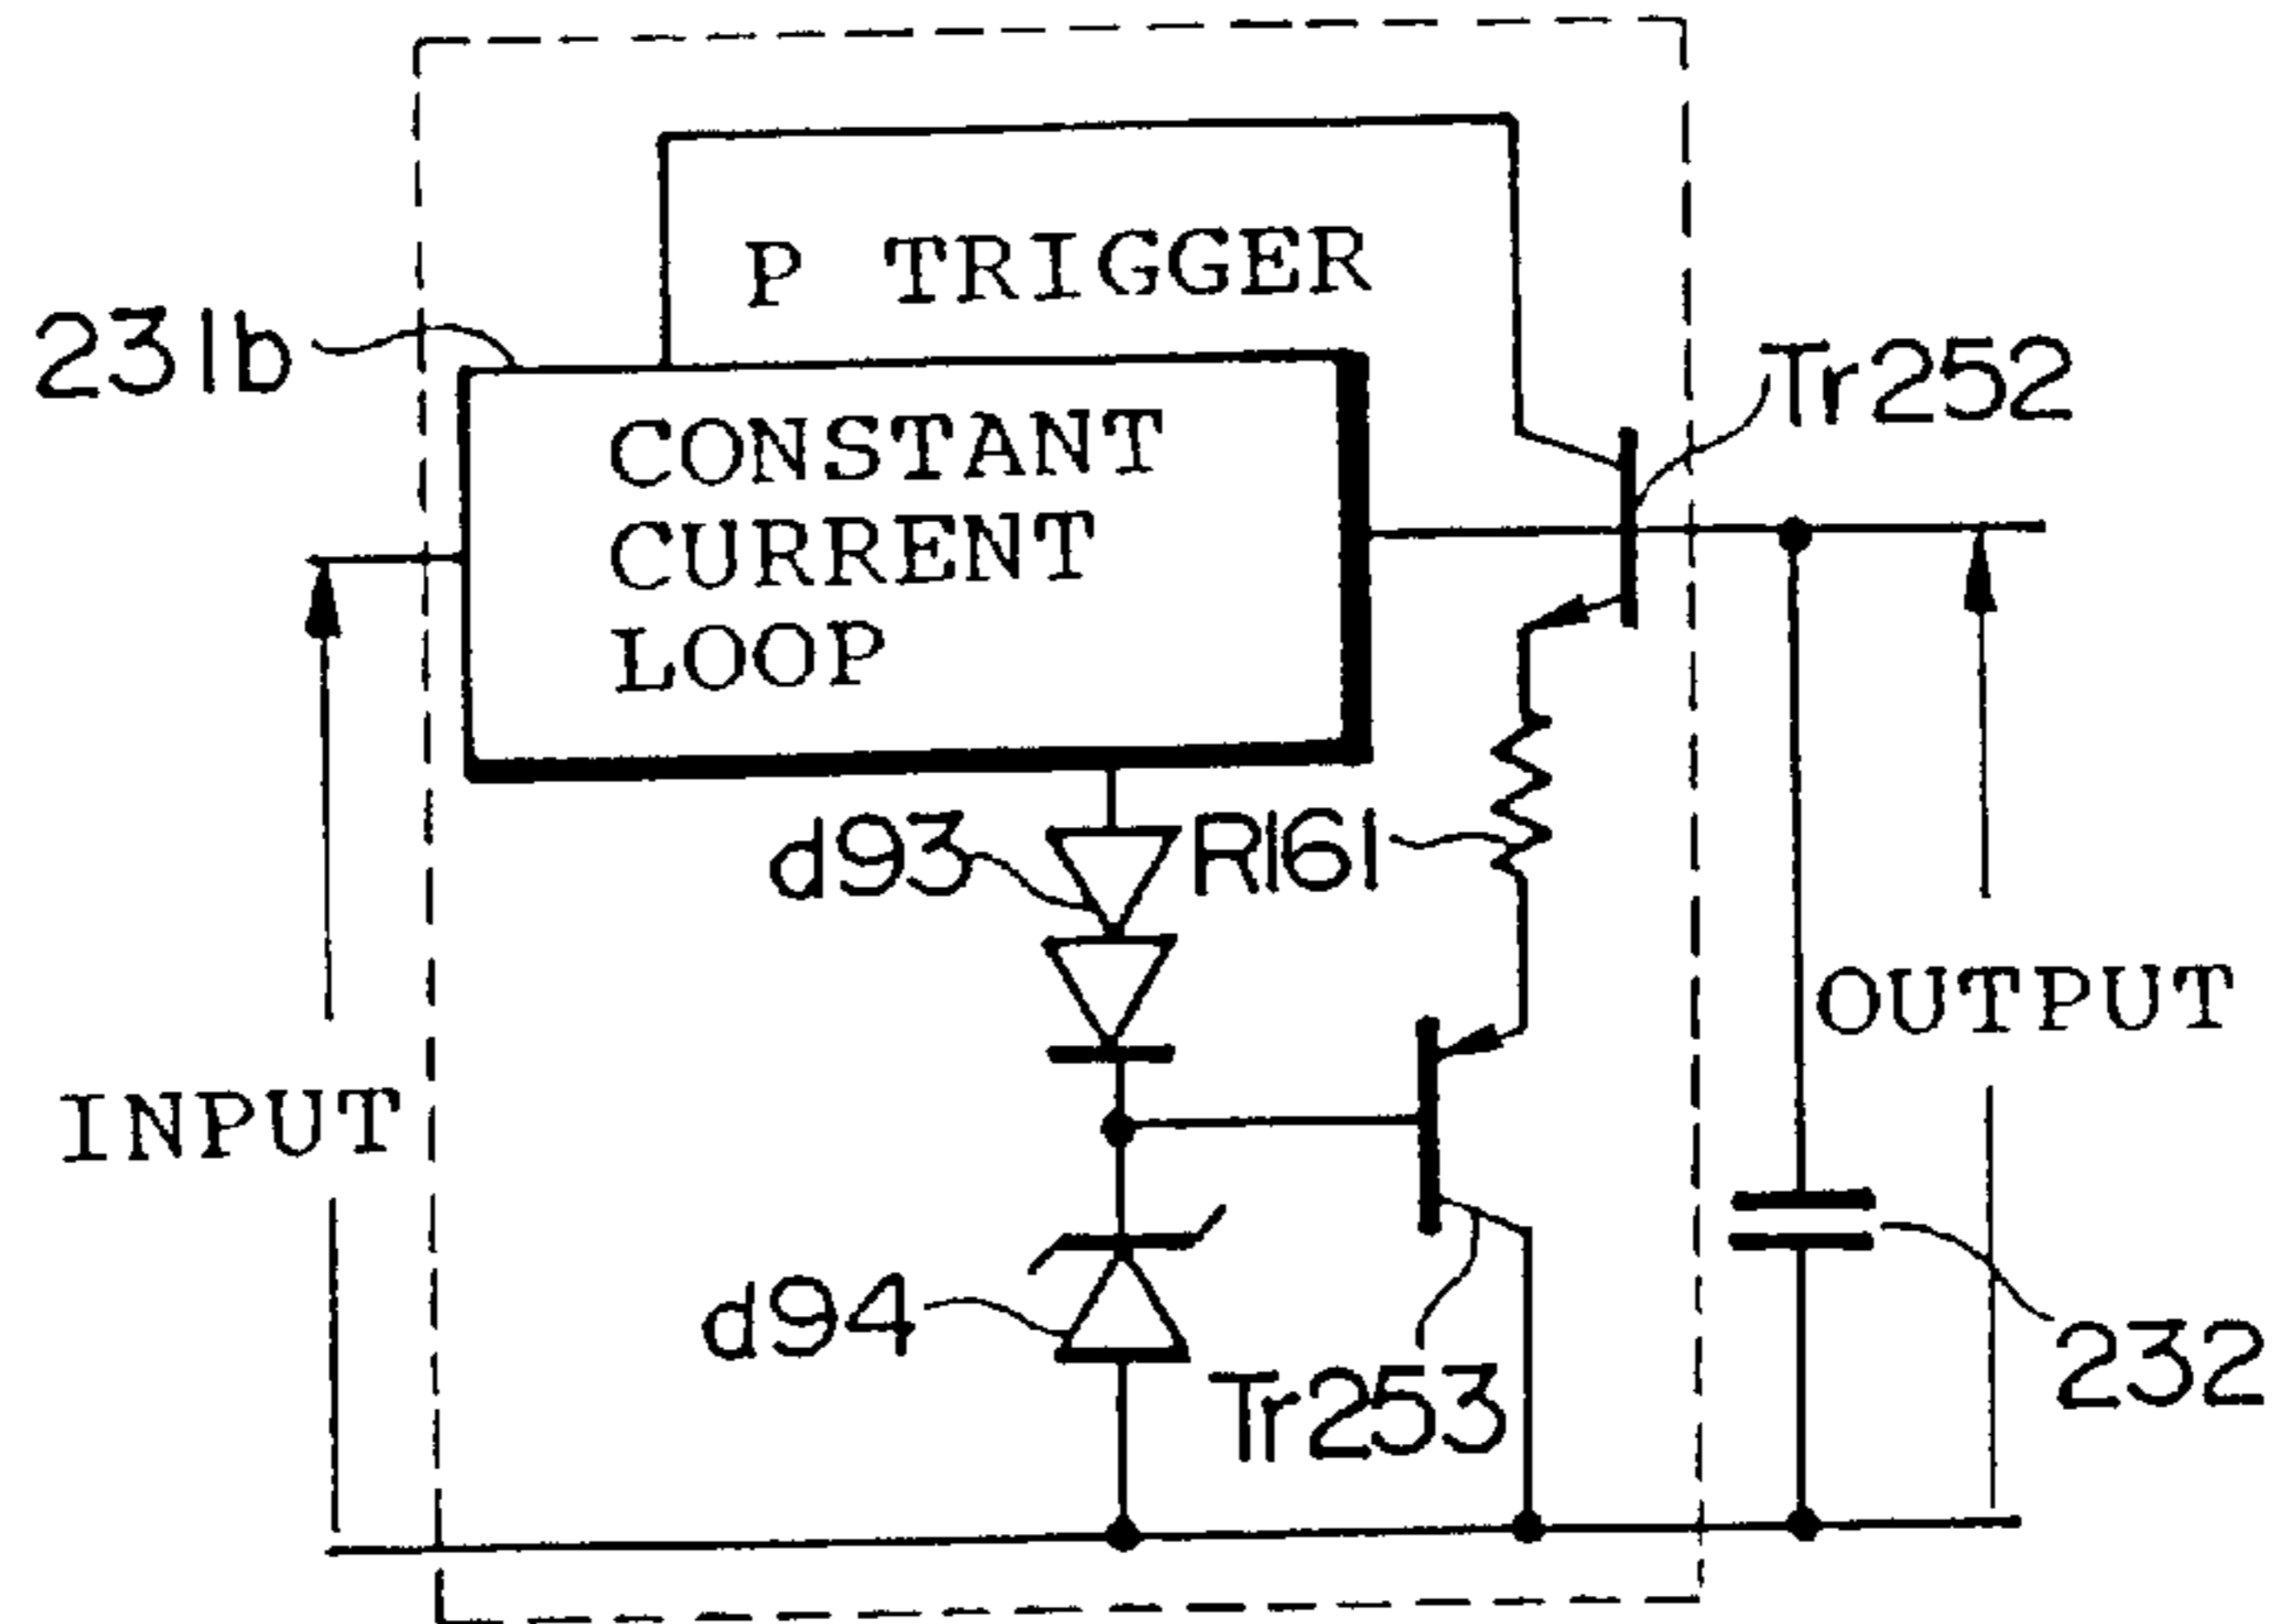 P TRIGGER
231b
Tr252
CONSTANT
CURRENT
LOOP
d93
R161
OUTPUT
INPUT
d94
Tr253
232